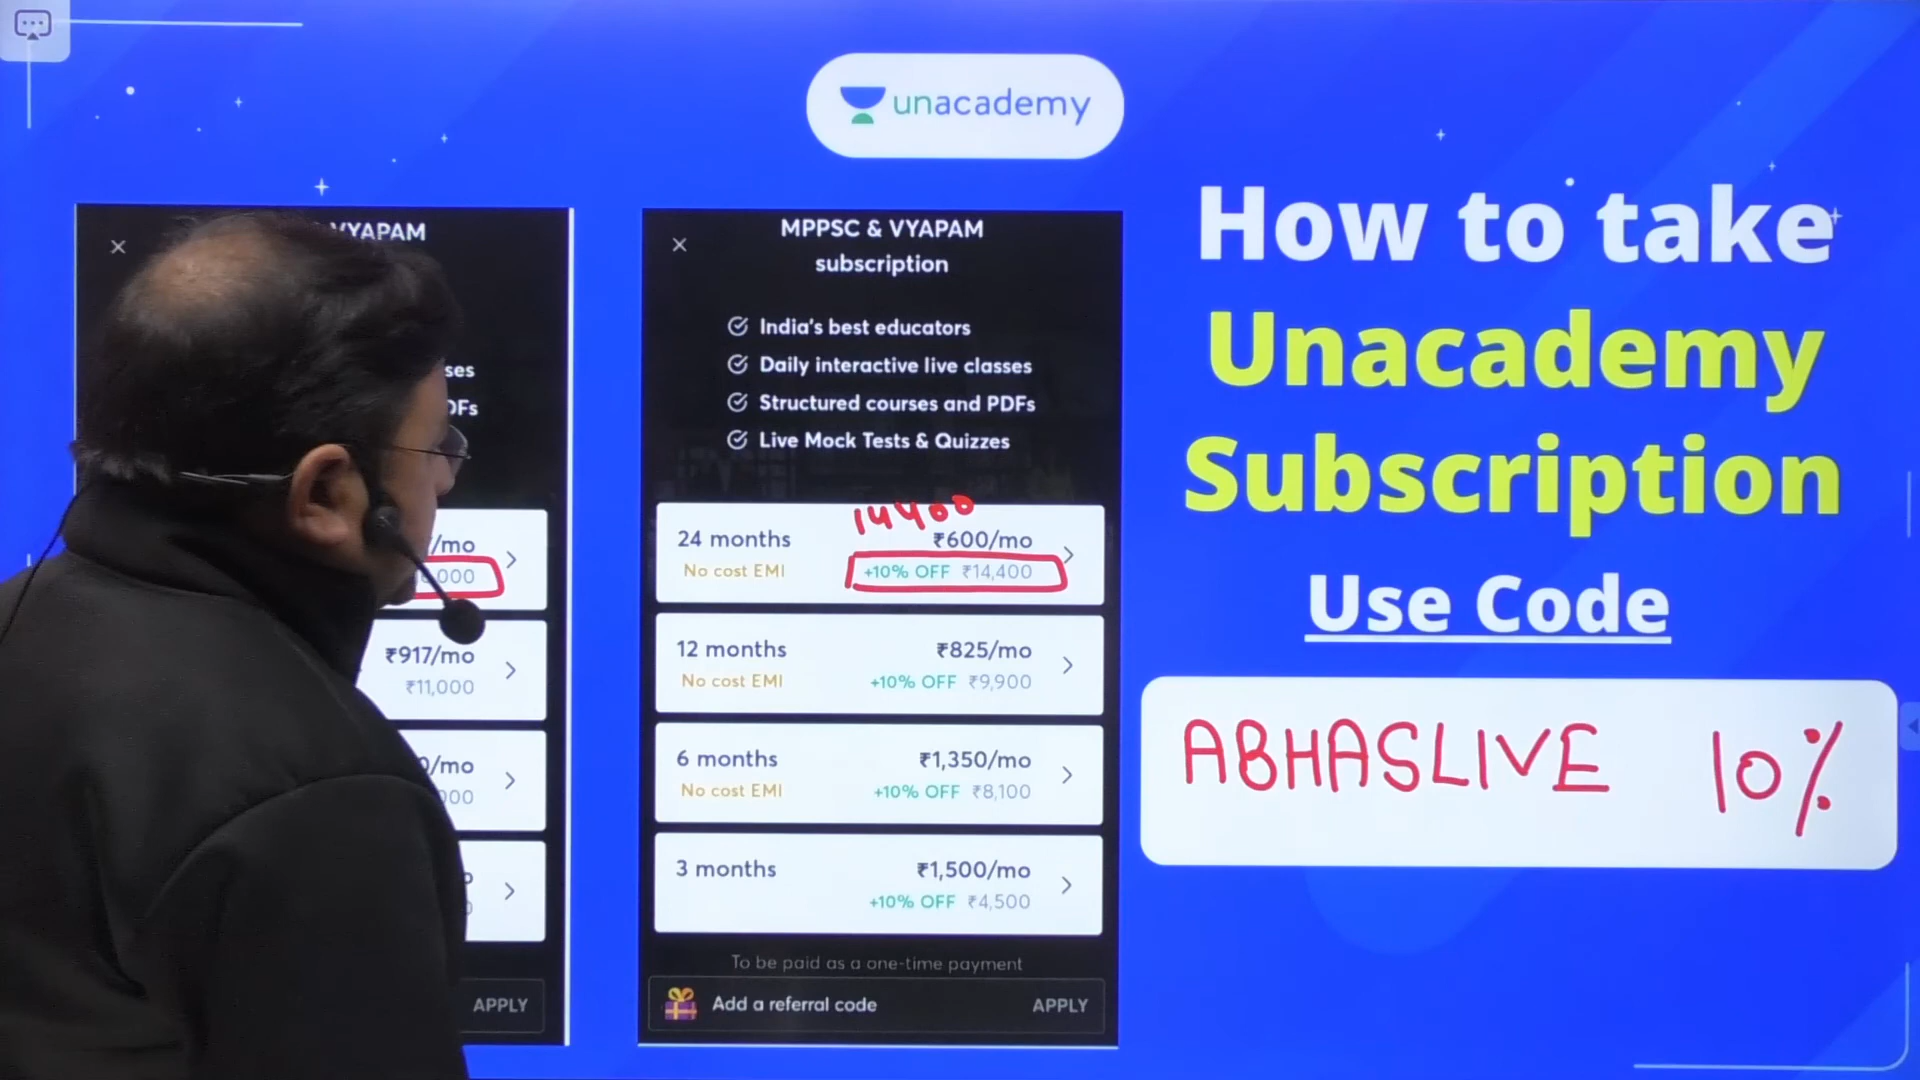 unacademy
How to take
Unacademy
Subscription
Use Code
ABHASLIVE 10%
VYAPAM
/mo
₹917/mo
₹11,000
/mo
APPLY
MPPSC & VYAPAM
subscription
India's best educators
Daily interactive live classes
Structured courses and PDFs
Live Mock Tests & Quizzes
14400
24 months ₹600/mo
No cost EMI +10% OFF ₹14,400
12 months ₹825/mo
No cost EMI +10% OFF ₹9,900
6 months ₹1,350/mo
No cost EMI +10% OFF ₹8,100
3 months ₹1,500/mo
+10% OFF ₹4,500
To be paid as a one-time payment
Add a referral code APPLY